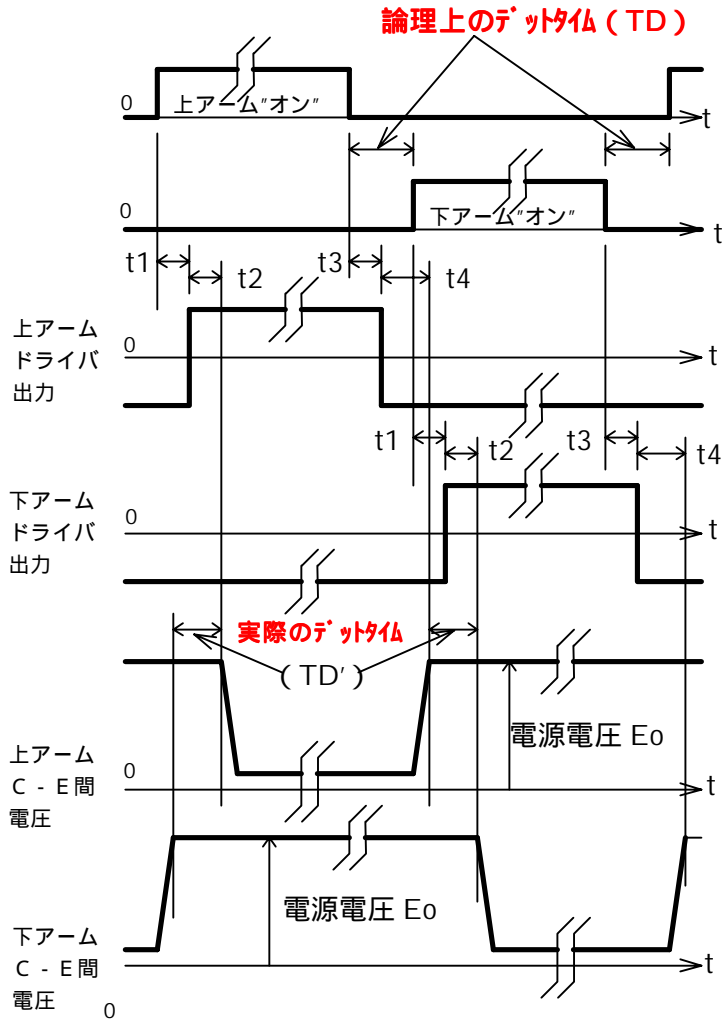 論理上のデットタイム(TD)
0
上アーム"オン"
t
0
下アーム"オン"
t
t1
t2
t3
t4
上アーム
ドライバ
出力
0
t
t1
t2
t3
t4
下アーム
ドライバ
出力
0
t
実際のデットタイム
(TD')
電源電圧 Eo
上アーム
C-E間
電圧
0
t
電源電圧 Eo
下アーム
C-E間
電圧
0
t